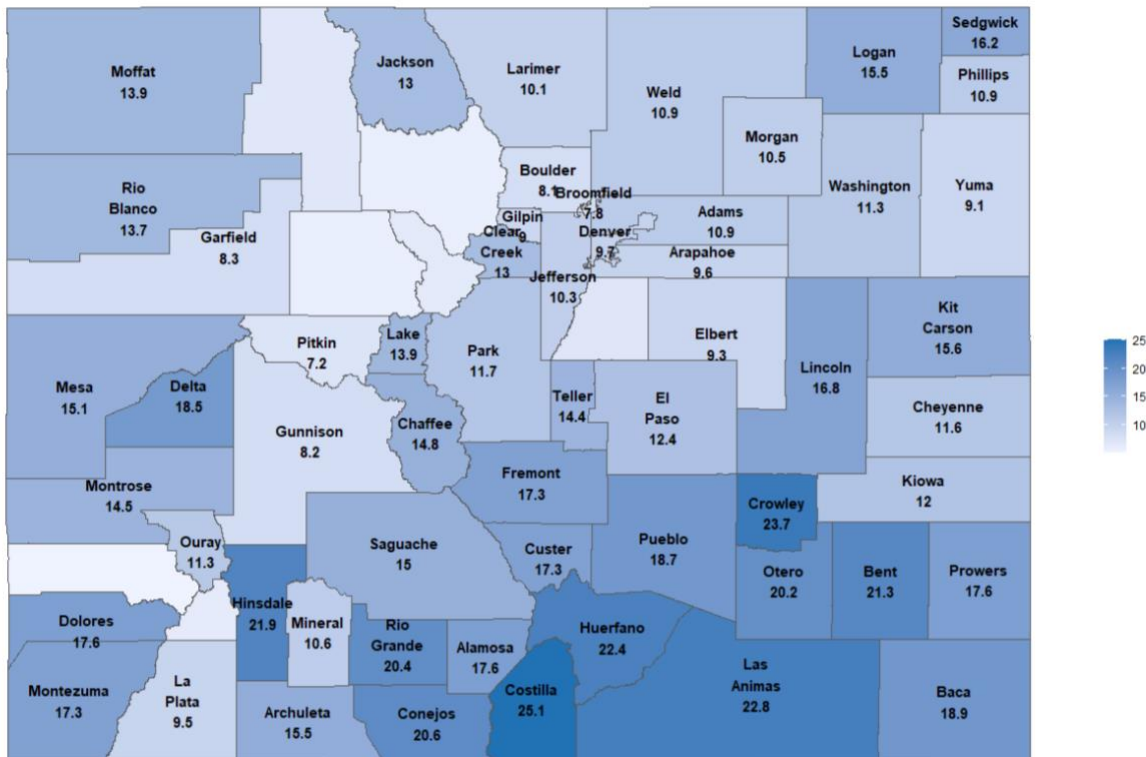 Moffat
13.9
Jackson
13
Larimer
10.1
Weld
10.9
Logan
15.5
Sedgwick
16.2
Phillips
10.9
Morgan
10.5
Rio
Blanco
13.7
Boulder
8.1
Broomfield
7.8
Washington
11.3
Yuma
9.1
Garfield
8.3
Gilpin
9
Clear
Creek
13
Denver
9.7
Adams
10.9
Arapahoe
9.6
Jefferson
10.3
Pitkin
7.2
Lake
13.9
Park
11.7
Elbert
9.3
Lincoln
16.8
Kit
Carson
15.6
Mesa
15.1
Delta
18.5
Gunnison
8.2
Chaffee
14.8
Teller
14.4
El
Paso
12.4
Cheyenne
11.6
Montrose
14.5
Fremont
17.3
Crowley
23.7
Kiowa
12
Ouray
11.3
Saguache
15
Custer
17.3
Pueblo
18.7
Otero
20.2
Bent
21.3
Prowers
17.6
Dolores
17.6
Hinsdale
21.9
Mineral
10.6
Rio
Grande
20.4
Alamosa
17.6
Huerfano
22.4
Montezuma
17.3
La
Plata
9.5
Archuleta
15.5
Conejos
20.6
Costilla
25.1
Las
Animas
22.8
Baca
18.9
25
20
15
10